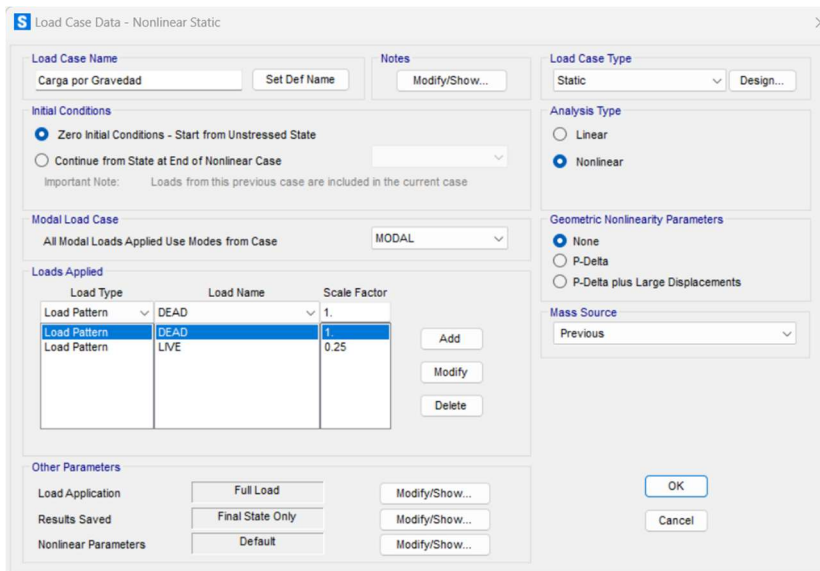 S Load Case Data - Nonlinear Static
Load Case Name
Carga por Gravedad
Set Def Name
Notes
Modify/Show...
Load Case Type
Static
Design...
Initial Conditions
Zero Initial Conditions - Start from Unstressed State
Continue from State at End of Nonlinear Case
Important Note: Loads from this previous case are included in the current case
Analysis Type
Linear
Nonlinear
Modal Load Case
All Modal Loads Applied Use Modes from Case
MODAL
Geometric Nonlinearity Parameters
None
P-Delta
P-Delta plus Large Displacements
Loads Applied
Load Type Load Name Scale Factor
Load Pattern DEAD 1.
Load Pattern DEAD 1.
Load Pattern LIVE 0.25
Add
Modify
Delete
Mass Source
Previous
Other Parameters
Load Application Full Load Modify/Show...
Results Saved Final State Only Modify/Show...
Nonlinear Parameters Default Modify/Show...
OK
Cancel